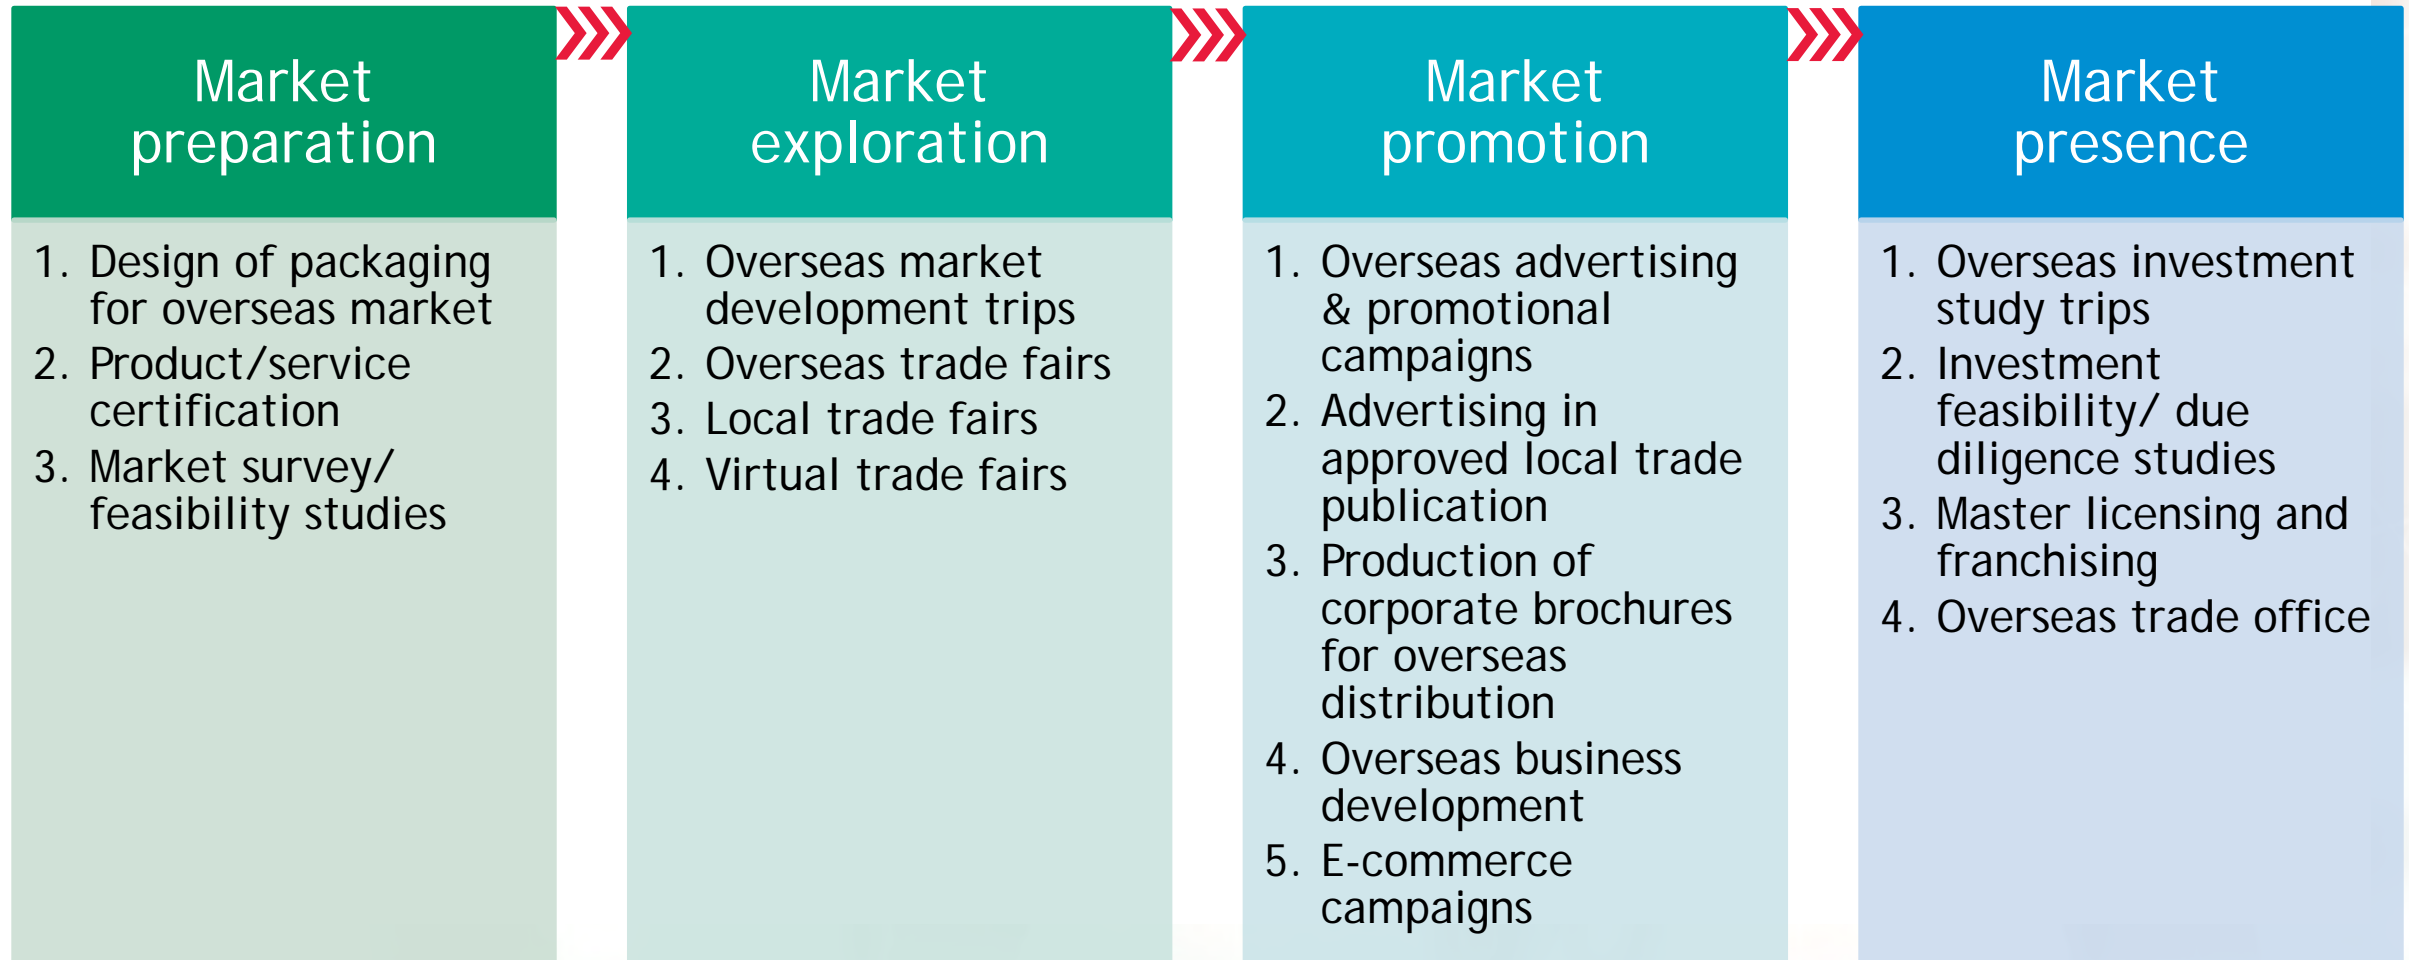 Market
preparation
1. Design of packaging
for overseas market
2. Product/service
certification
3. Market survey/
feasibility studies
Market
exploration
1. Overseas market
development trips
2. Overseas trade fairs
3. Local trade fairs
4. Virtual trade fairs
Market
promotion
1. Overseas advertising
& promotional
campaigns
2. Advertising in
approved local trade
publication
3. Production of
corporate brochures
for overseas
distribution
4. Overseas business
development
5. E-commerce
campaigns
Market
presence
1. Overseas investment
study trips
2. Investment
feasibility/ due
diligence studies
3. Master licensing and
franchising
4. Overseas trade office